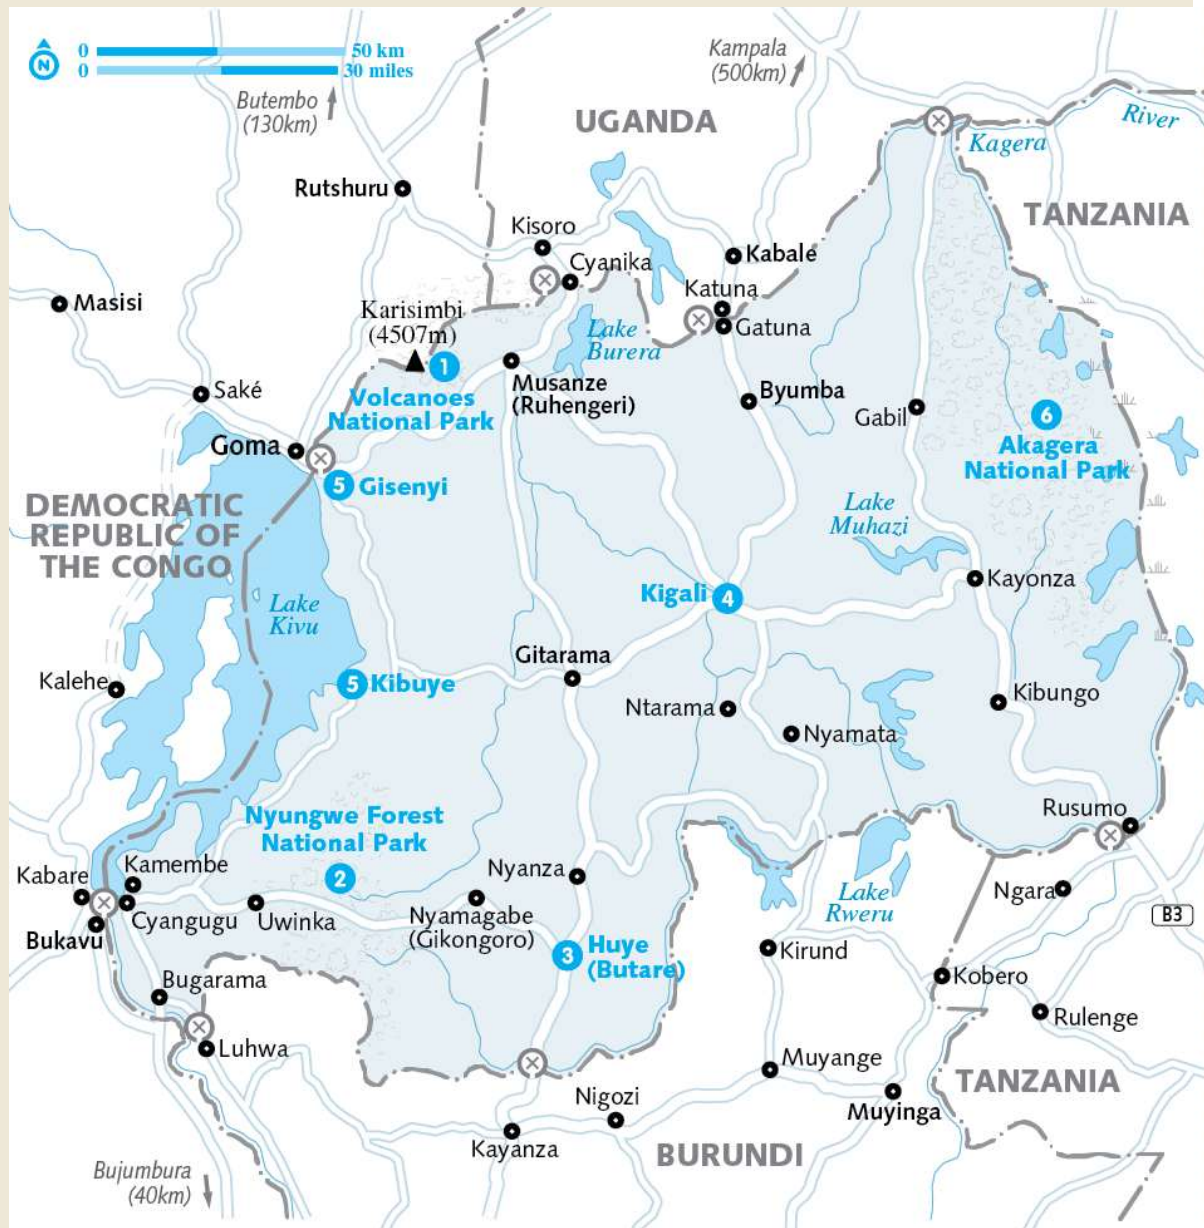 0 50 km
0 30 miles
N
Butembo
(130km)
Kampala
(500km)
UGANDA
Kagera
River
TANZANIA
Rutshuru
Kisoro
Cyanika
Kabale
Katuna
Gatuna
Masisi
Karisimbi
(4507m)
Lake
Burera
1
Volcanoes
National Park
Musanze
(Ruhengeri)
Byumba
Saké
Gabil
6
Akagera
National Park
Goma
5 Gisenyi
DEMOCRATIC
REPUBLIC OF
THE CONGO
Lake
Muhazi
Kayonza
Lake
Kivu
Kigali 4
Gitarama
Kalehe
5 Kibuye
Ntarama
Kibungo
Nyamata
Nyungwe Forest
National Park
2
Rusumo
Kabare
Kamembe
Nyanza
Cyangugu
Uwinka
Nyamagabe
(Gikongoro)
Lake
Rweru
Ngara
B3
Bukavu
3 Huye
(Butare)
Kirund
Kobero
Bugarama
Rulenge
Luhwa
Muyange
TANZANIA
Nigozi
Muyinga
Kayanza
BURUNDI
Bujumbura
(40km)